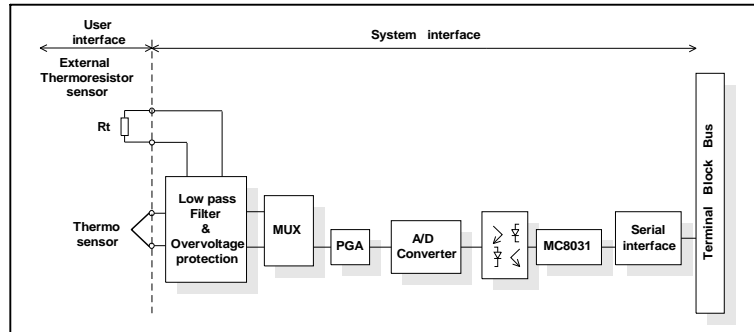 User
interface
System interface
External
Thermoresistor
sensor
Rt
Thermo
sensor
Low pass
Filter
&
Overvoltage
protection
MUX
PGA
A/D
Converter
MC8031
Serial
interface
Terminal Block Bus